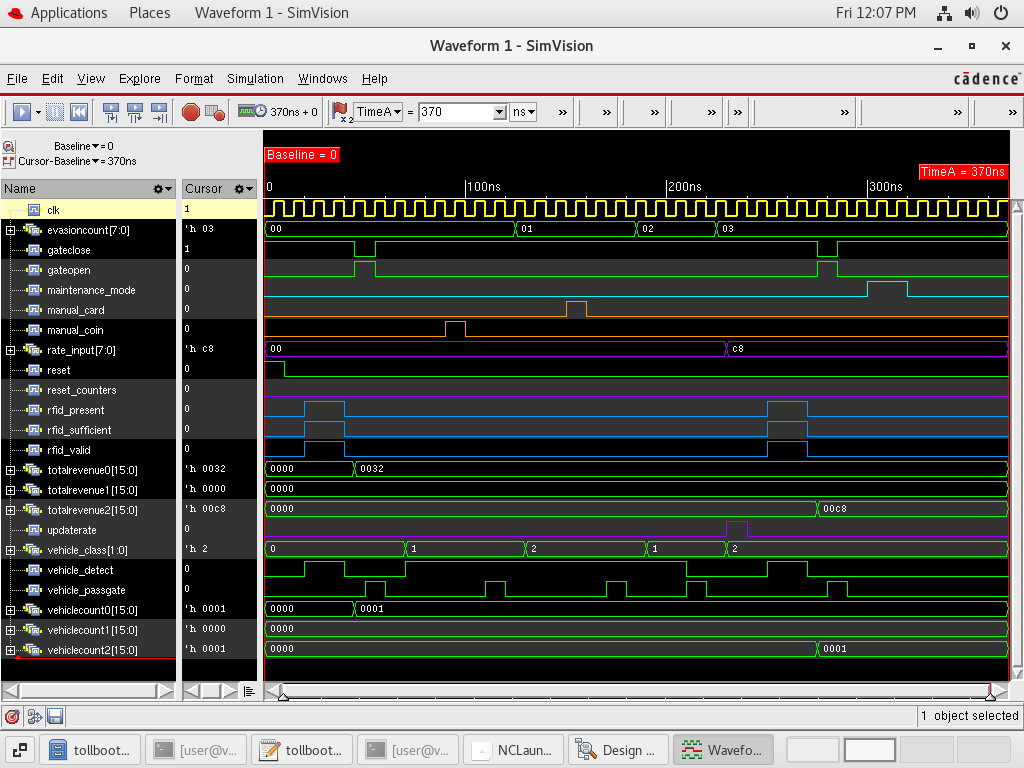 Applications Places Waveform 1 - SimVision Fri 12:07 PM
Waveform 1 - SimVision
File Edit View Explore Format Simulation Windows Help cādence
370ns + 0 x2 TimeA = 370 ns
Baseline = 0
Cursor-Baseline = 370ns
Baseline = 0
TimeA = 370ns
Name Cursor 0 100ns 200ns 300ns
clk 1
evasioncount[7:0] 'h 03 00 01 02 03
gateclose 1
gateopen 0
maintenance_mode 0
manual_card 0
manual_coin 0
rate_input[7:0] 'h c8 00 c8
reset 0
reset_counters 0
rfid_present 0
rfid_sufficient 0
rfid_valid 0
totalrevenue0[15:0] 'h 0032 0000 0032
totalrevenue1[15:0] 'h 0000 0000
totalrevenue2[15:0] 'h 00c8 0000 00c8
updaterate 0
vehicle_class[1:0] 'h 2 0 1 2 1 2
vehicle_detect 0
vehicle_passgate 0
vehiclecount0[15:0] 'h 0001 0000 0001
vehiclecount1[15:0] 'h 0000 0000
vehiclecount2[15:0] 'h 0001 0000 0001
1 object selected
tollboot... [user@v... tollboot... [user@v... NCLaun... Design ... Wavefo...